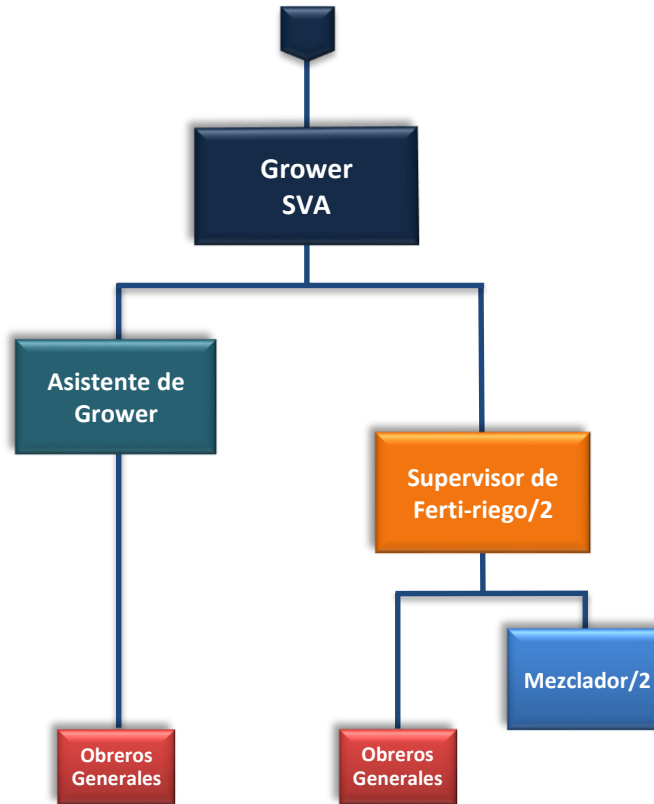 Grower
SVA
Asistente de
Grower
Supervisor de
Ferti-riego/2
Mezclador/2
Obreros
Generales
Obreros
Generales